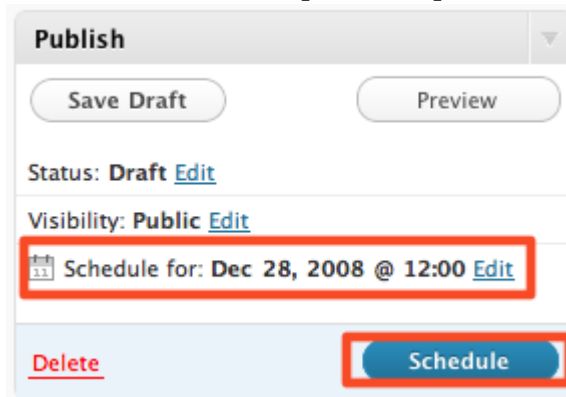 Publish
Save Draft Preview
Status: Draft Edit
Visibility: Public Edit
11 Schedule for: Dec 28, 2008 @ 12:00 Edit
Delete Schedule